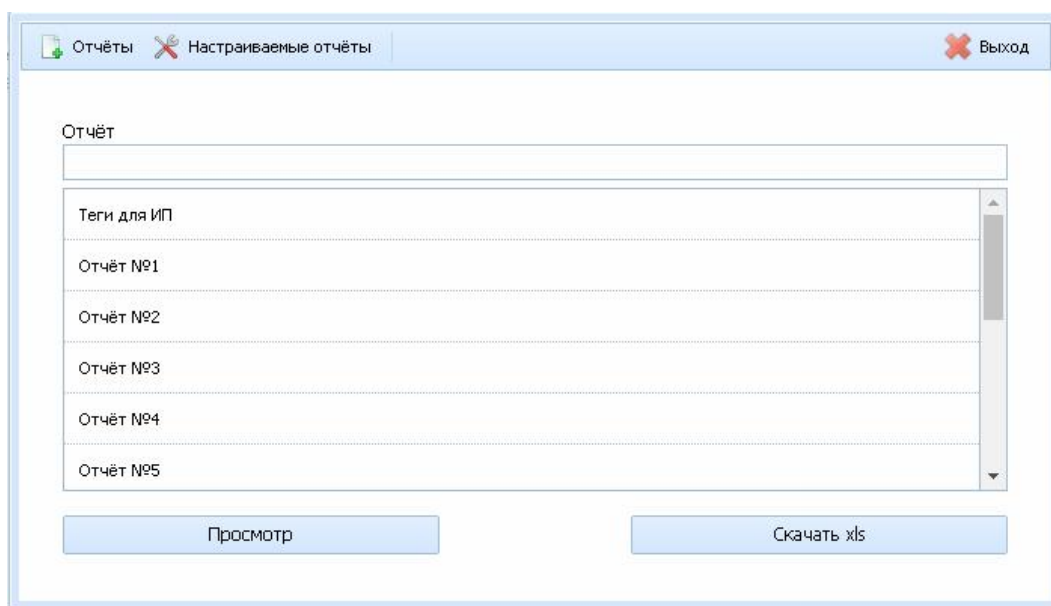 Отчёты Настраиваемые отчёты Выход
Отчёт
Теги для ИП
Отчёт №1
Отчёт №2
Отчёт №3
Отчёт №4
Отчёт №5
Просмотр Скачать xls